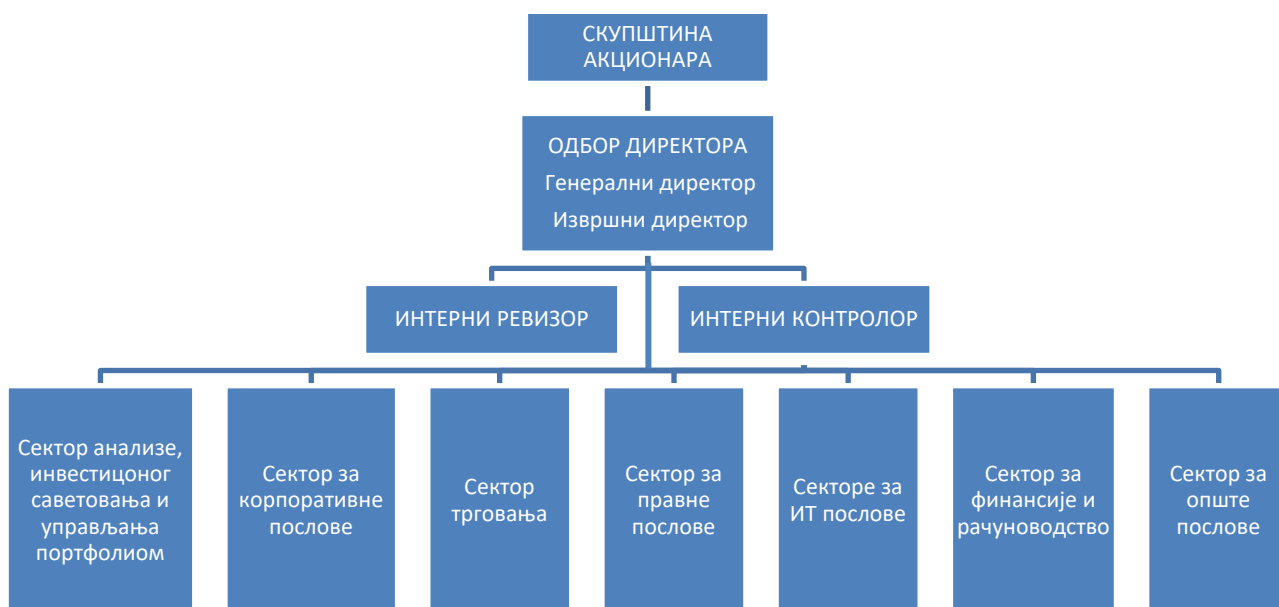 СКУПШТИНА
АКЦИОНАРА
ОДБОР ДИРЕКТОРА
Генерални директор
Извршни директор
ИНТЕРНИ РЕВИЗОР
ИНТЕРНИ КОНТРОЛОР
Сектор анализе,
инвестицоног
саветовања и
управљања
портфолиом
Сектор за
корпоративне
послове
Сектор
трговања
Сектор за
правне
послове
Секторе за
ИТ послове
Сектор за
финансије и
рачуноводство
Сектор за
опште
послове